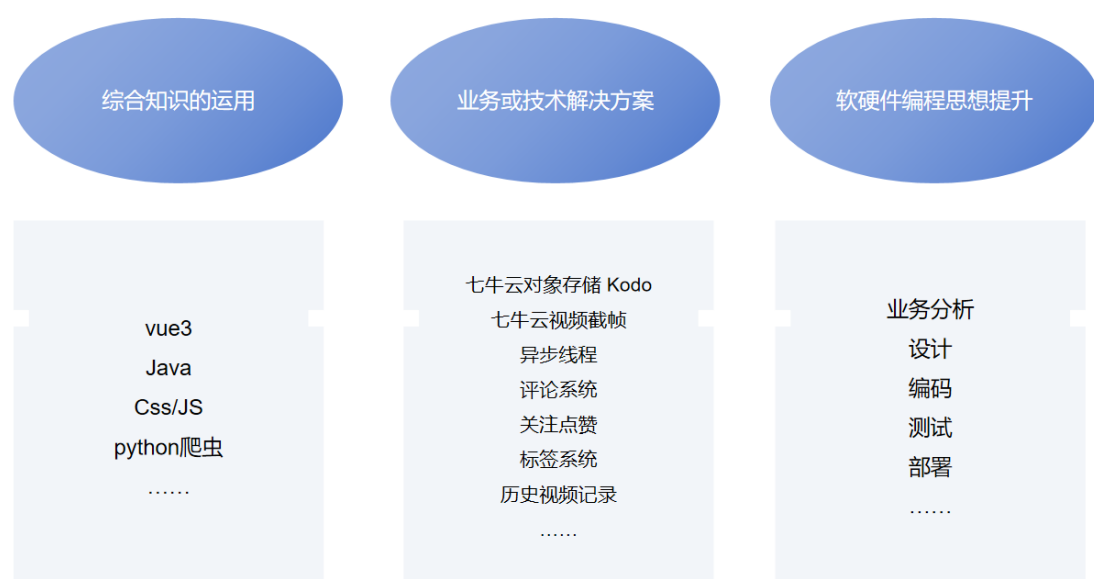 综合知识的运用
业务或技术解决方案
软硬件编程思想提升
vue3
Java
Css/JS
python爬虫
……
七牛云对象存储 Kodo
七牛云视频截帧
异步线程
评论系统
关注点赞
标签系统
历史视频记录
……
业务分析
设计
编码
测试
部署
……